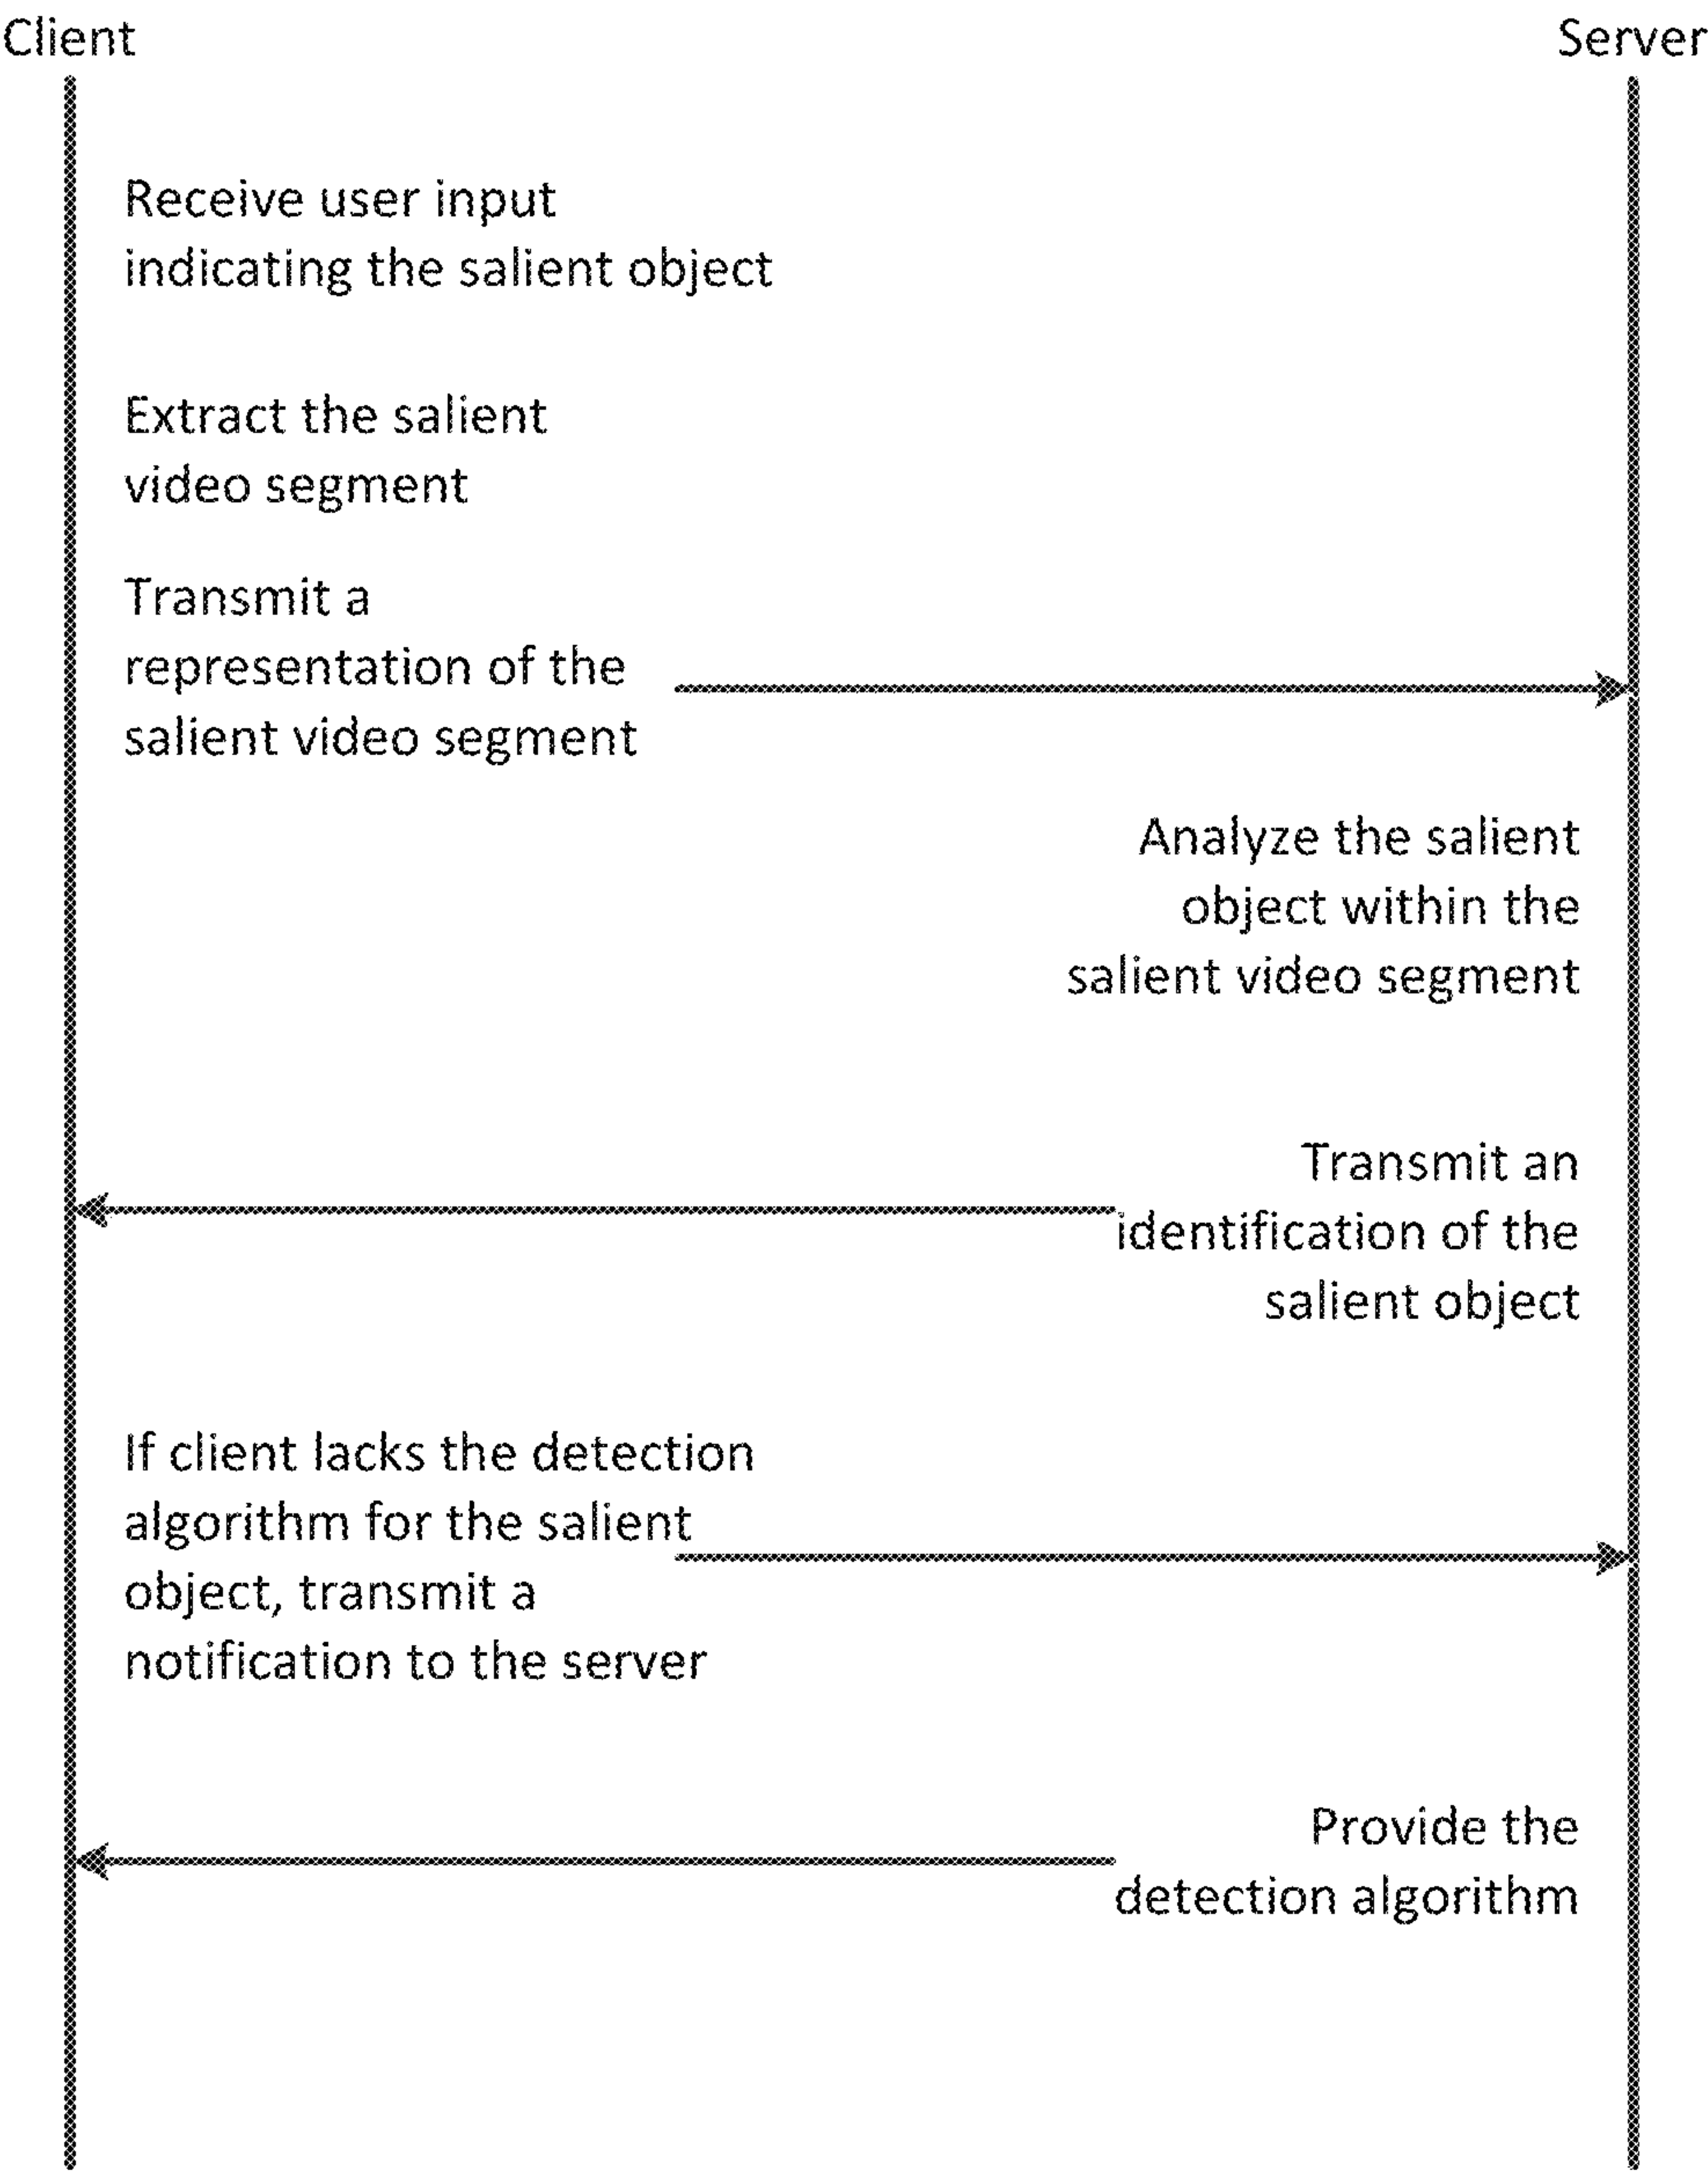 Client
Server
Receive user input
indicating the salient object
Extract the salient
video segment
Transmit a
representation of the
salient video segment
Analyze the salient
object within the
salient video segment
Transmit an
identification of the
salient object
If client lacks the detection
algorithm for the salient
object, transmit a
notification to the server
Provide the
detection algorithm